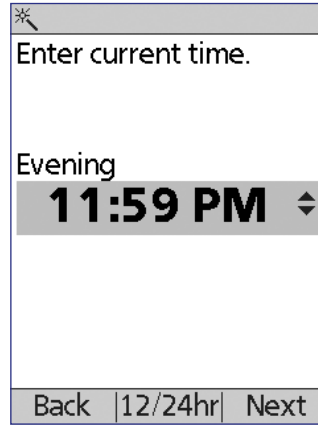 Enter current time.
Evening
11:59 PM
Back |12/24hr| Next